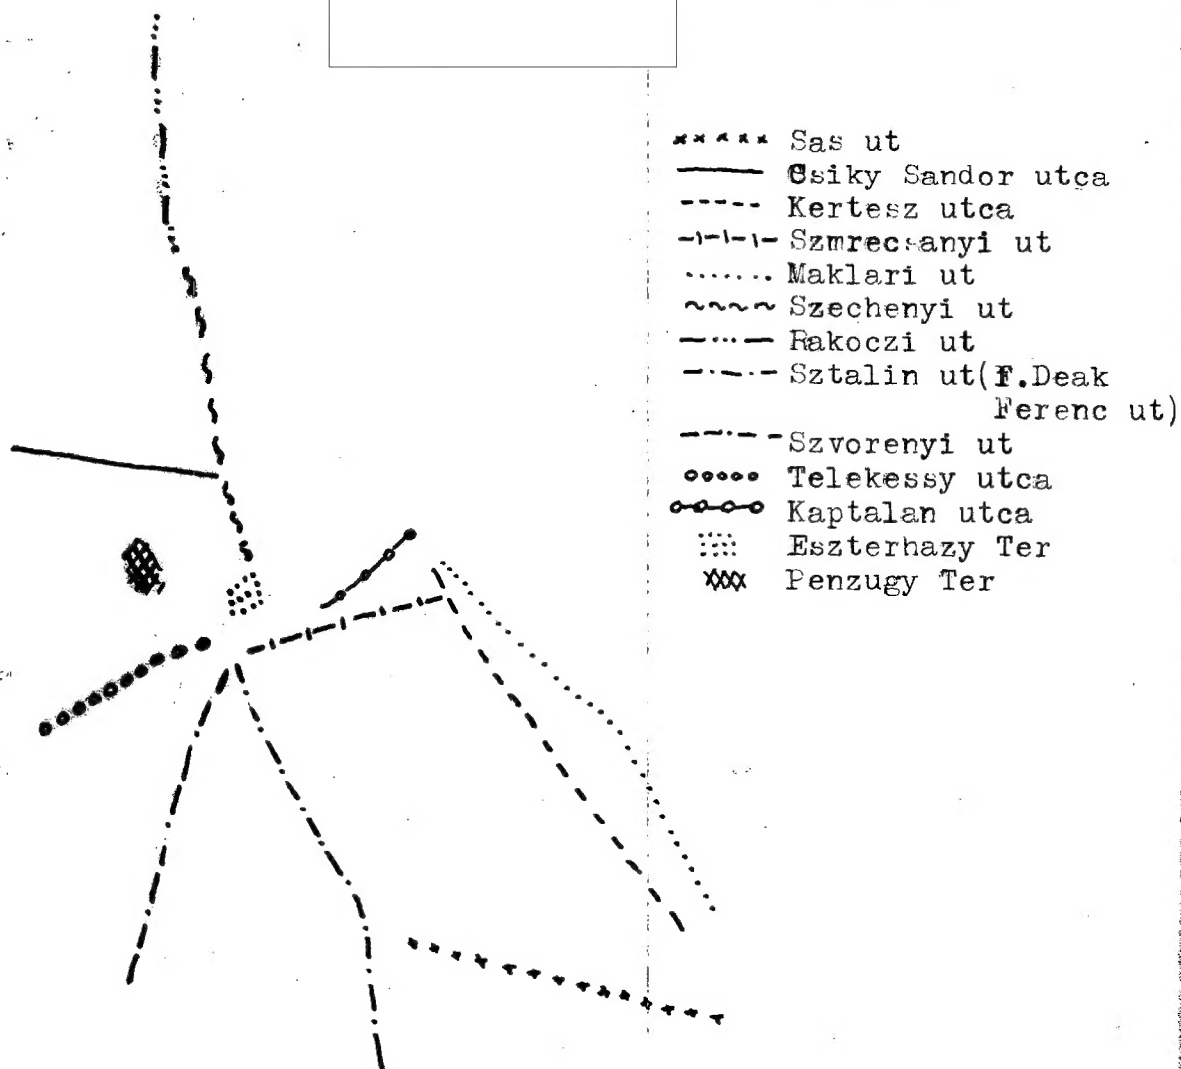 Sas ut
Csiky Sandor utca
Kertesz utca
Szmrecsanyi ut
Maklari ut
Szechenyi ut
Rakoczi ut
Sztalin ut(F.Deak
Ferenc ut)
Szvorenyi ut
Telekessy utca
Kaptalan utca
Eszterhazy Ter
Penzugy Ter